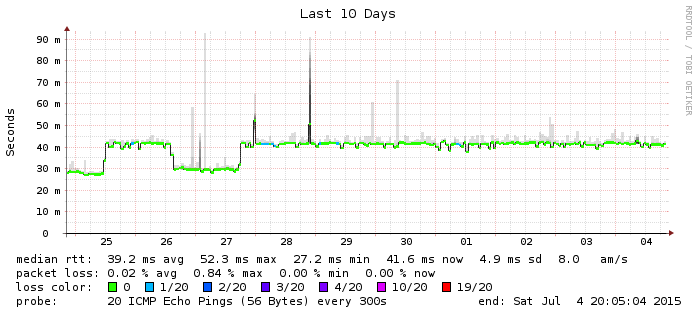 Last 10 Days
RRDTOOL / TOBI OETIKER
Seconds
90 m
80 m
70 m
60 m
50 m
40 m
30 m
20 m
10 m
0
25 26 27 28 29 30 01 02 03 04
median rtt: 39.2 ms avg 52.3 ms max 27.2 ms min 41.6 ms now 4.9 ms sd 8.0 am/s
packet loss: 0.02 % avg 0.84 % max 0.00 % min 0.00 % now
loss color: 0 1/20 2/20 3/20 4/20 10/20 19/20
probe: 20 ICMP Echo Pings (56 Bytes) every 300s end: Sat Jul 4 20:05:04 2015